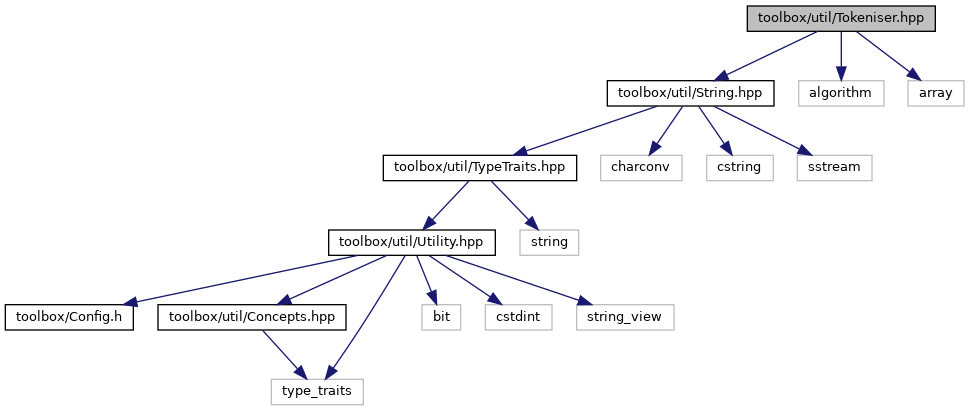 toolbox/util/Tokeniser.hpp
toolbox/util/String.hpp
algorithm
array
toolbox/util/TypeTraits.hpp
charconv
cstring
sstream
toolbox/util/Utility.hpp
string
toolbox/Config.h
toolbox/util/Concepts.hpp
bit
cstdint
string_view
type_traits